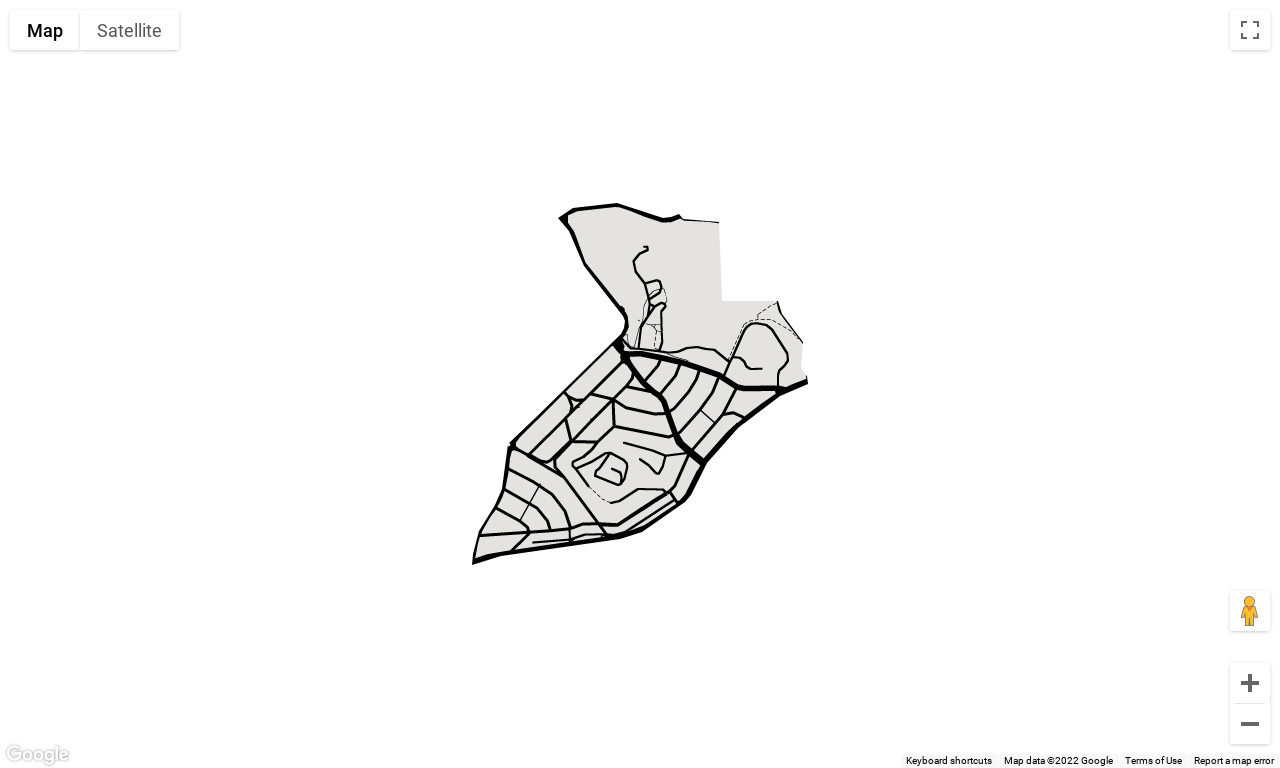 Map Satellite
Google
Keyboard shortcuts Map data ©2022 Google Terms of Use Report a map error